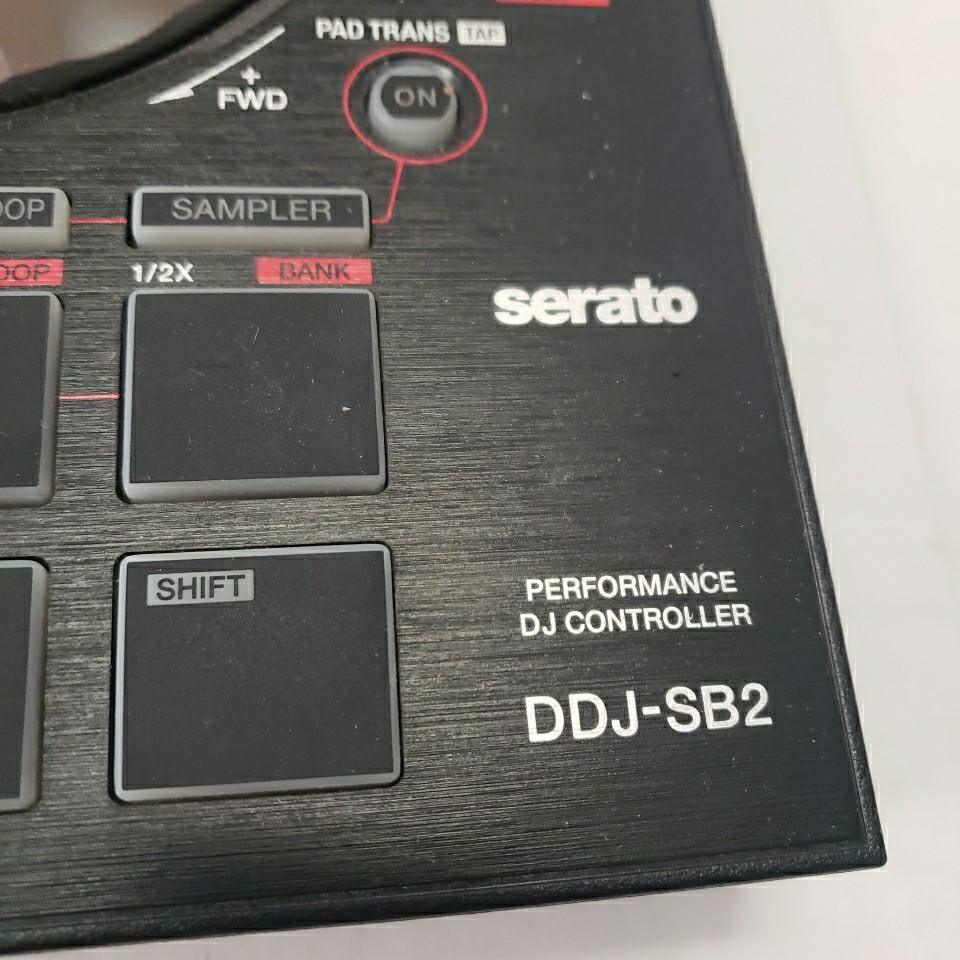 PAD TRANS TAP
+
FWD
ON
OOP
SAMPLER
OOP
1/2X
BANK
serato
SHIFT
PERFORMANCE
DJ CONTROLLER
DDJ-SB2